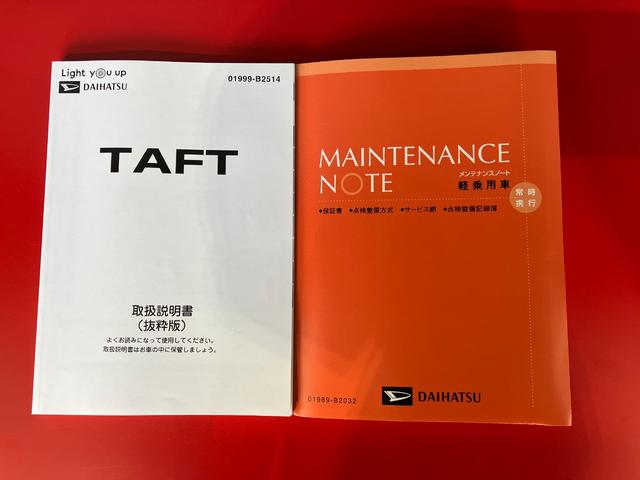 Light you up
01999-B2514
DAIHATSU
TAFT
取扱説明書
(抜粋版)
よくお読みになって使用してください。
取扱説明書はお車の中に保管しましょう。
MAINTENANCE
NOTE
メンテナンスノート
軽乗用車
常時
携行
●保証書 ●点検整備方式 ●サービス網 ●点検整備記録簿
01989-B2032
DAIHATSU